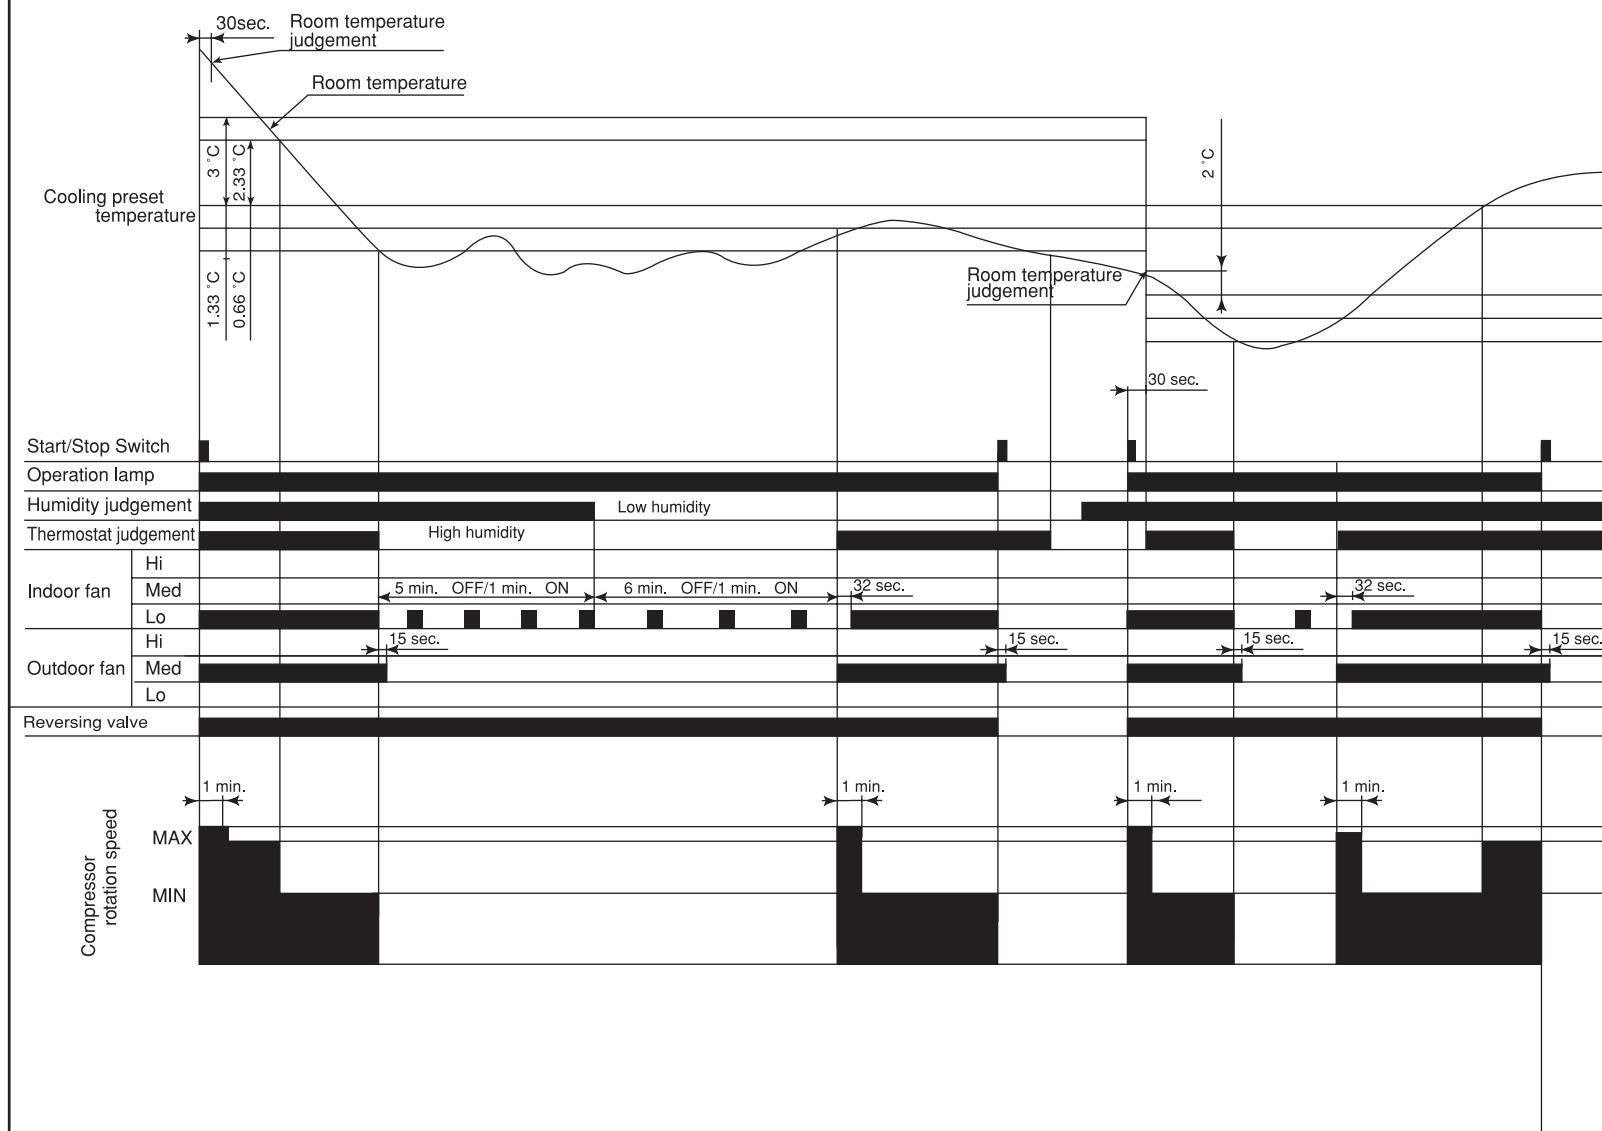 30sec.
Room temperature
judgement
Room temperature
3 °C
2.33 °C
2 °C
Cooling preset
temperature
1.33 °C
0.66 °C
Room temperature
judgement
30 sec.
Start/Stop Switch
Operation lamp
Humidity judgement
Low humidity
Thermostat judgement
High humidity
Hi
Indoor fan
Med
5 min. OFF/1 min. ON
6 min. OFF/1 min. ON
32 sec.
32 sec.
Lo
Hi
15 sec.
15 sec.
15 sec.
15 sec.
Outdoor fan
Med
Lo
Reversing valve
1 min.
1 min.
1 min.
1 min.
Compressor
rotation speed
MAX
MIN